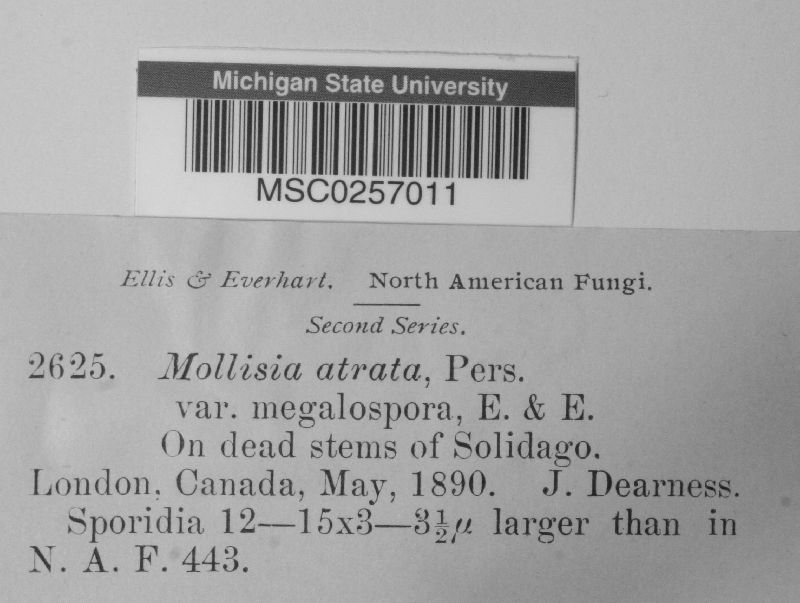 Michigan State University
MSC0257011
Ellis & Everhart. North American Fungi.
Second Series.
2625. Mollisia atrata, Pers.
var. megalospora, E. & E.
On dead stems of Solidago.
London, Canada, May, 1890. J. Dearness.
Sporidia 12—15x3—3½μ larger than in
N. A. F. 443.